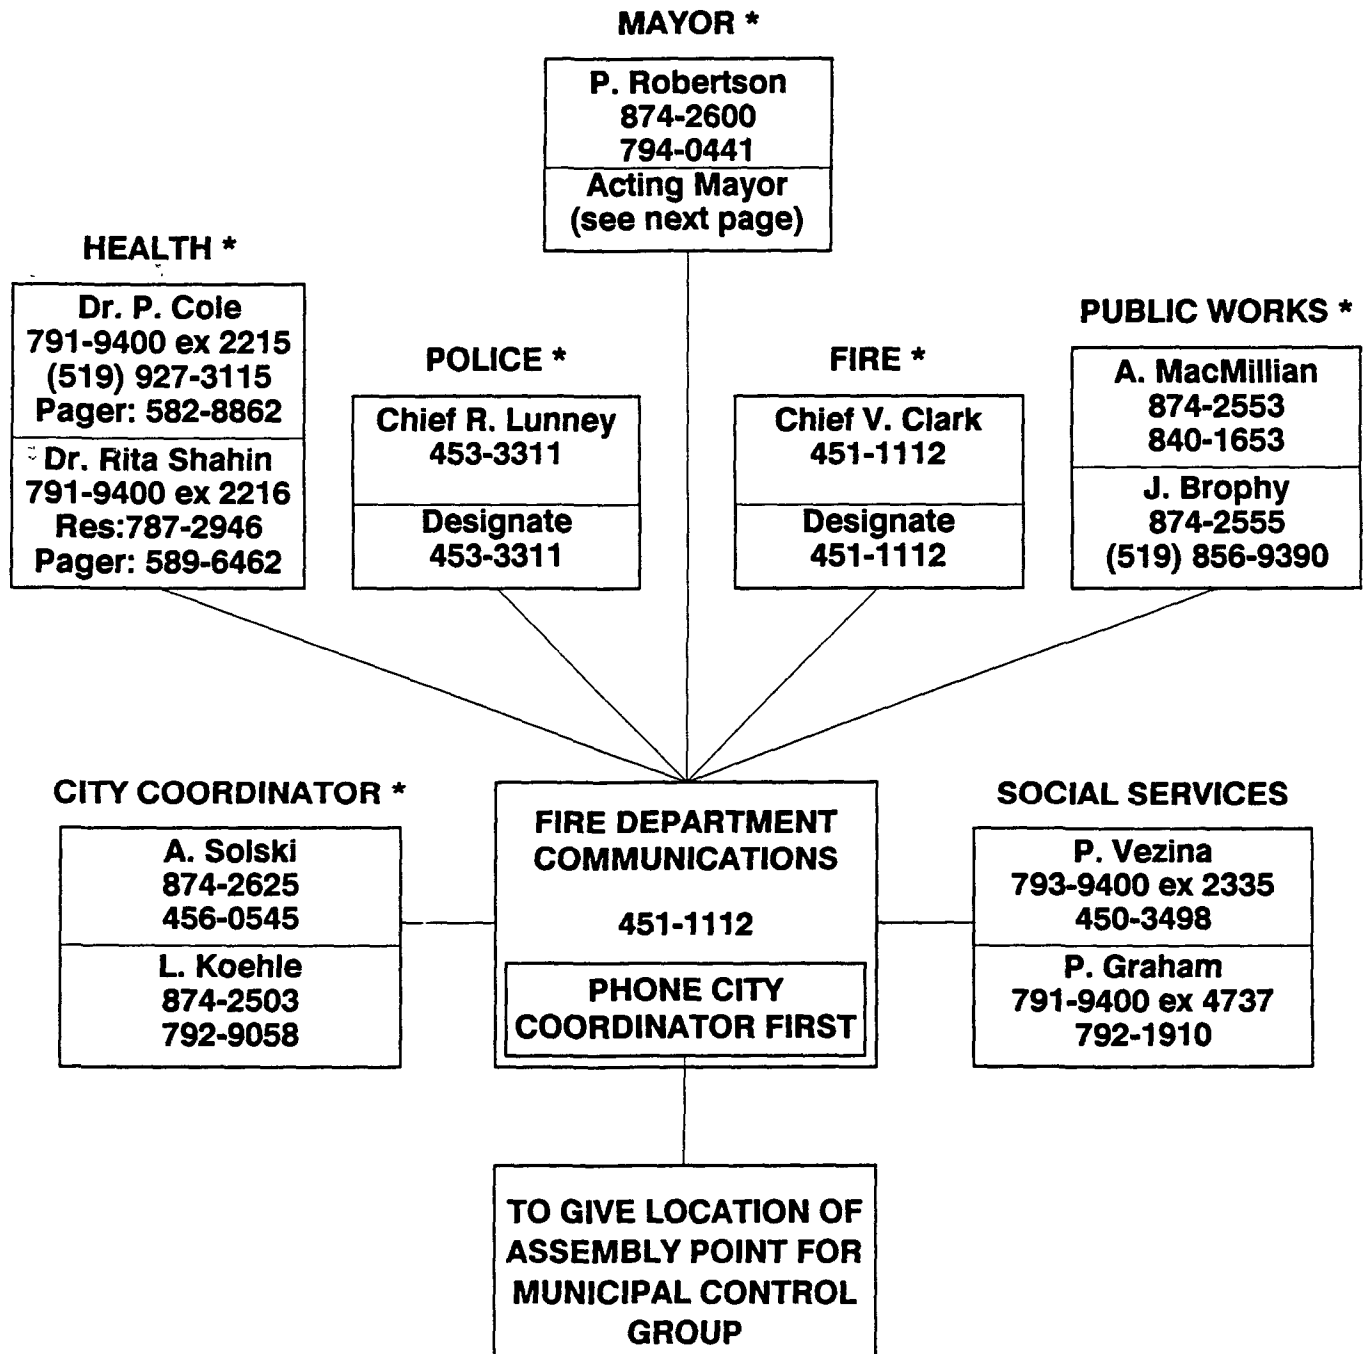 MAYOR *
P. Robertson
874-2600
794-0441
Acting Mayor
(see next page)
HEALTH *
Dr. P. Cole
791-9400 ex 2215
(519) 927-3115
Pager: 582-8862
Dr. Rita Shahin
791-9400 ex 2216
Res:787-2946
Pager: 589-6462
POLICE *
Chief R. Lunney
453-3311
Designate
453-3311
FIRE *
Chief V. Clark
451-1112
Designate
451-1112
PUBLIC WORKS *
A. MacMillian
874-2553
840-1653
J. Brophy
874-2555
(519) 856-9390
CITY COORDINATOR *
A. Solski
874-2625
456-0545
L. Koehle
874-2503
792-9058
FIRE DEPARTMENT
COMMUNICATIONS
451-1112
PHONE CITY
COORDINATOR FIRST
SOCIAL SERVICES
P. Vezina
793-9400 ex 2335
450-3498
P. Graham
791-9400 ex 4737
792-1910
TO GIVE LOCATION OF
ASSEMBLY POINT FOR
MUNICIPAL CONTROL
GROUP